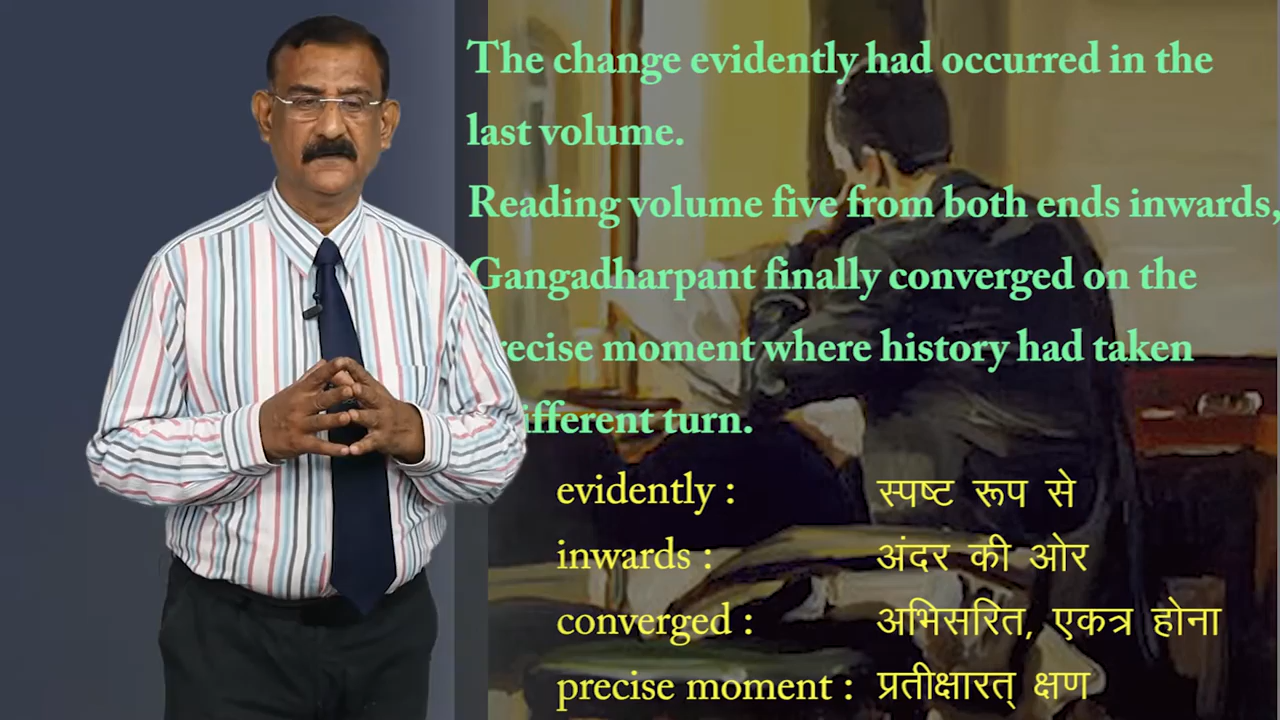 The change evidently had occurred in the
last volume.
Reading volume five from both ends inwards,
Gangadharpant finally converged on the
recise moment where history had taken
ifferent turn.
evidently : स्पष्ट रूप से
inwards : अंदर की ओर
converged : अभिसरित, एकत्र होना
precise moment : प्रतीक्षारत् क्षण